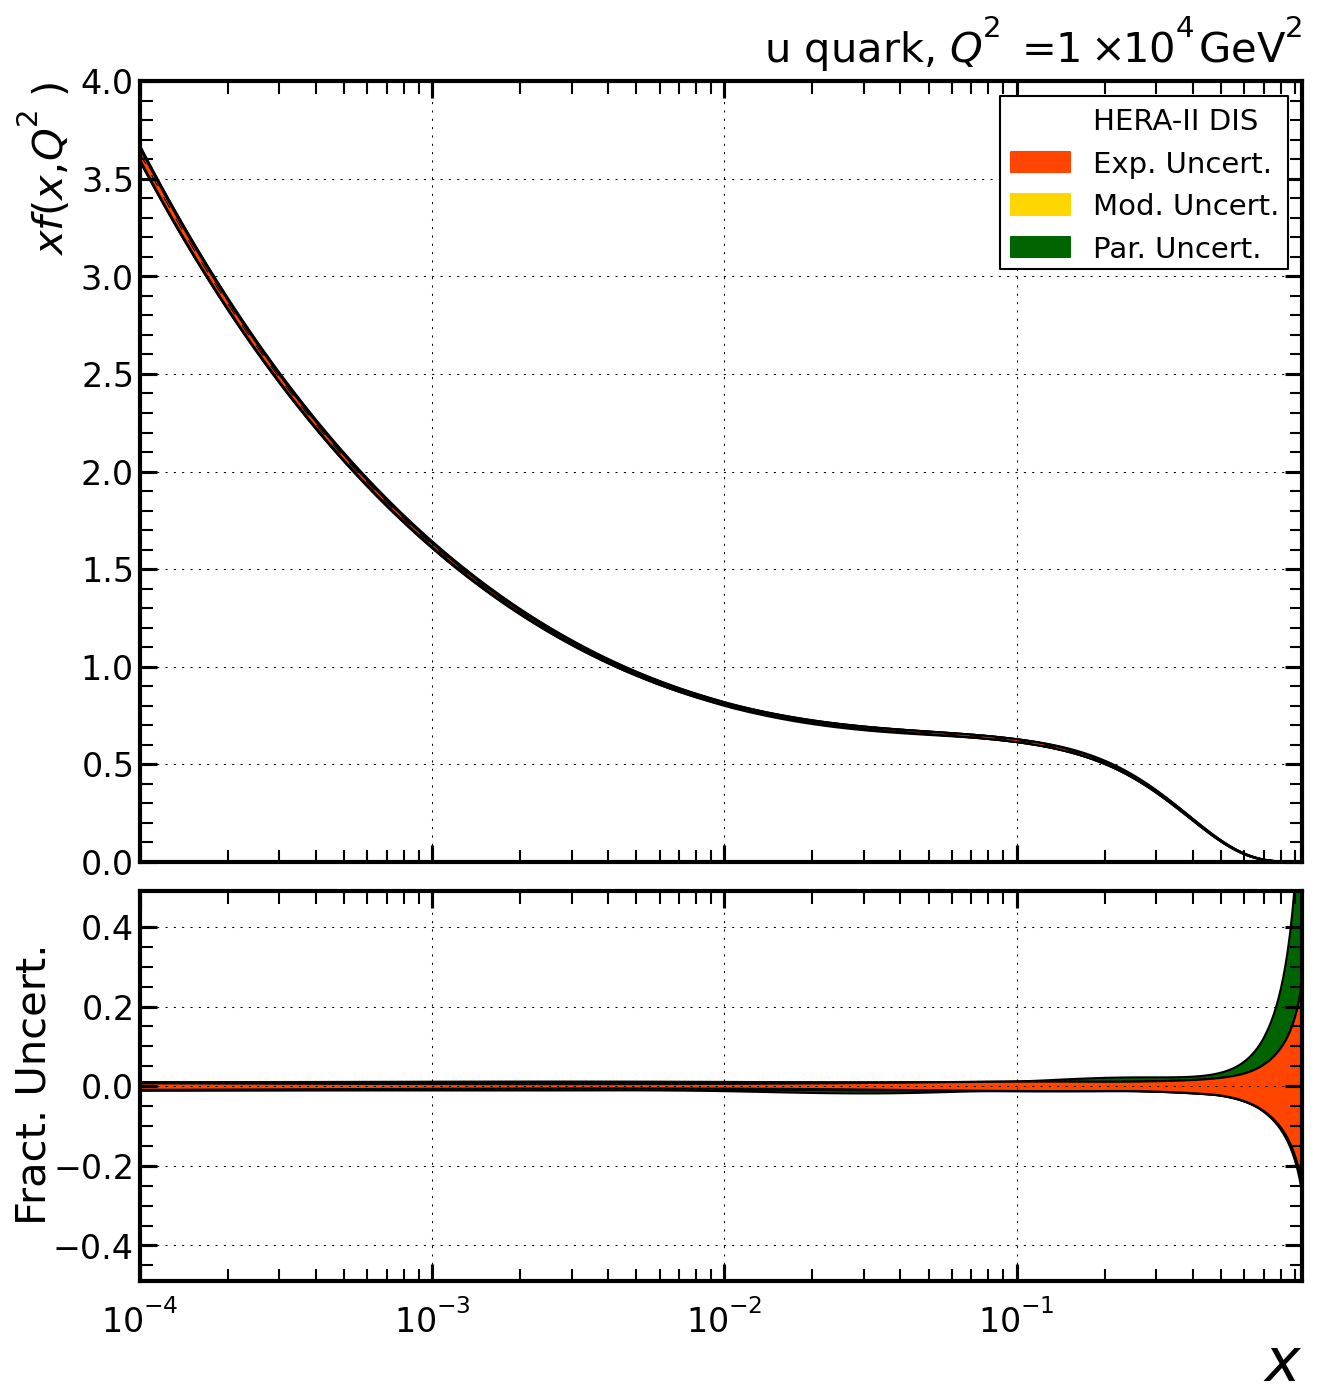 u quark, Q² =1 ×10⁴ GeV²
xf(x,Q²)
4.0
3.5
3.0
2.5
2.0
1.5
1.0
0.5
0.0
HERA-II DIS
Exp. Uncert.
Mod. Uncert.
Par. Uncert.
Fract. Uncert.
0.4
0.2
0.0
−0.2
−0.4
10⁻⁴ 10⁻³ 10⁻² 10⁻¹
x